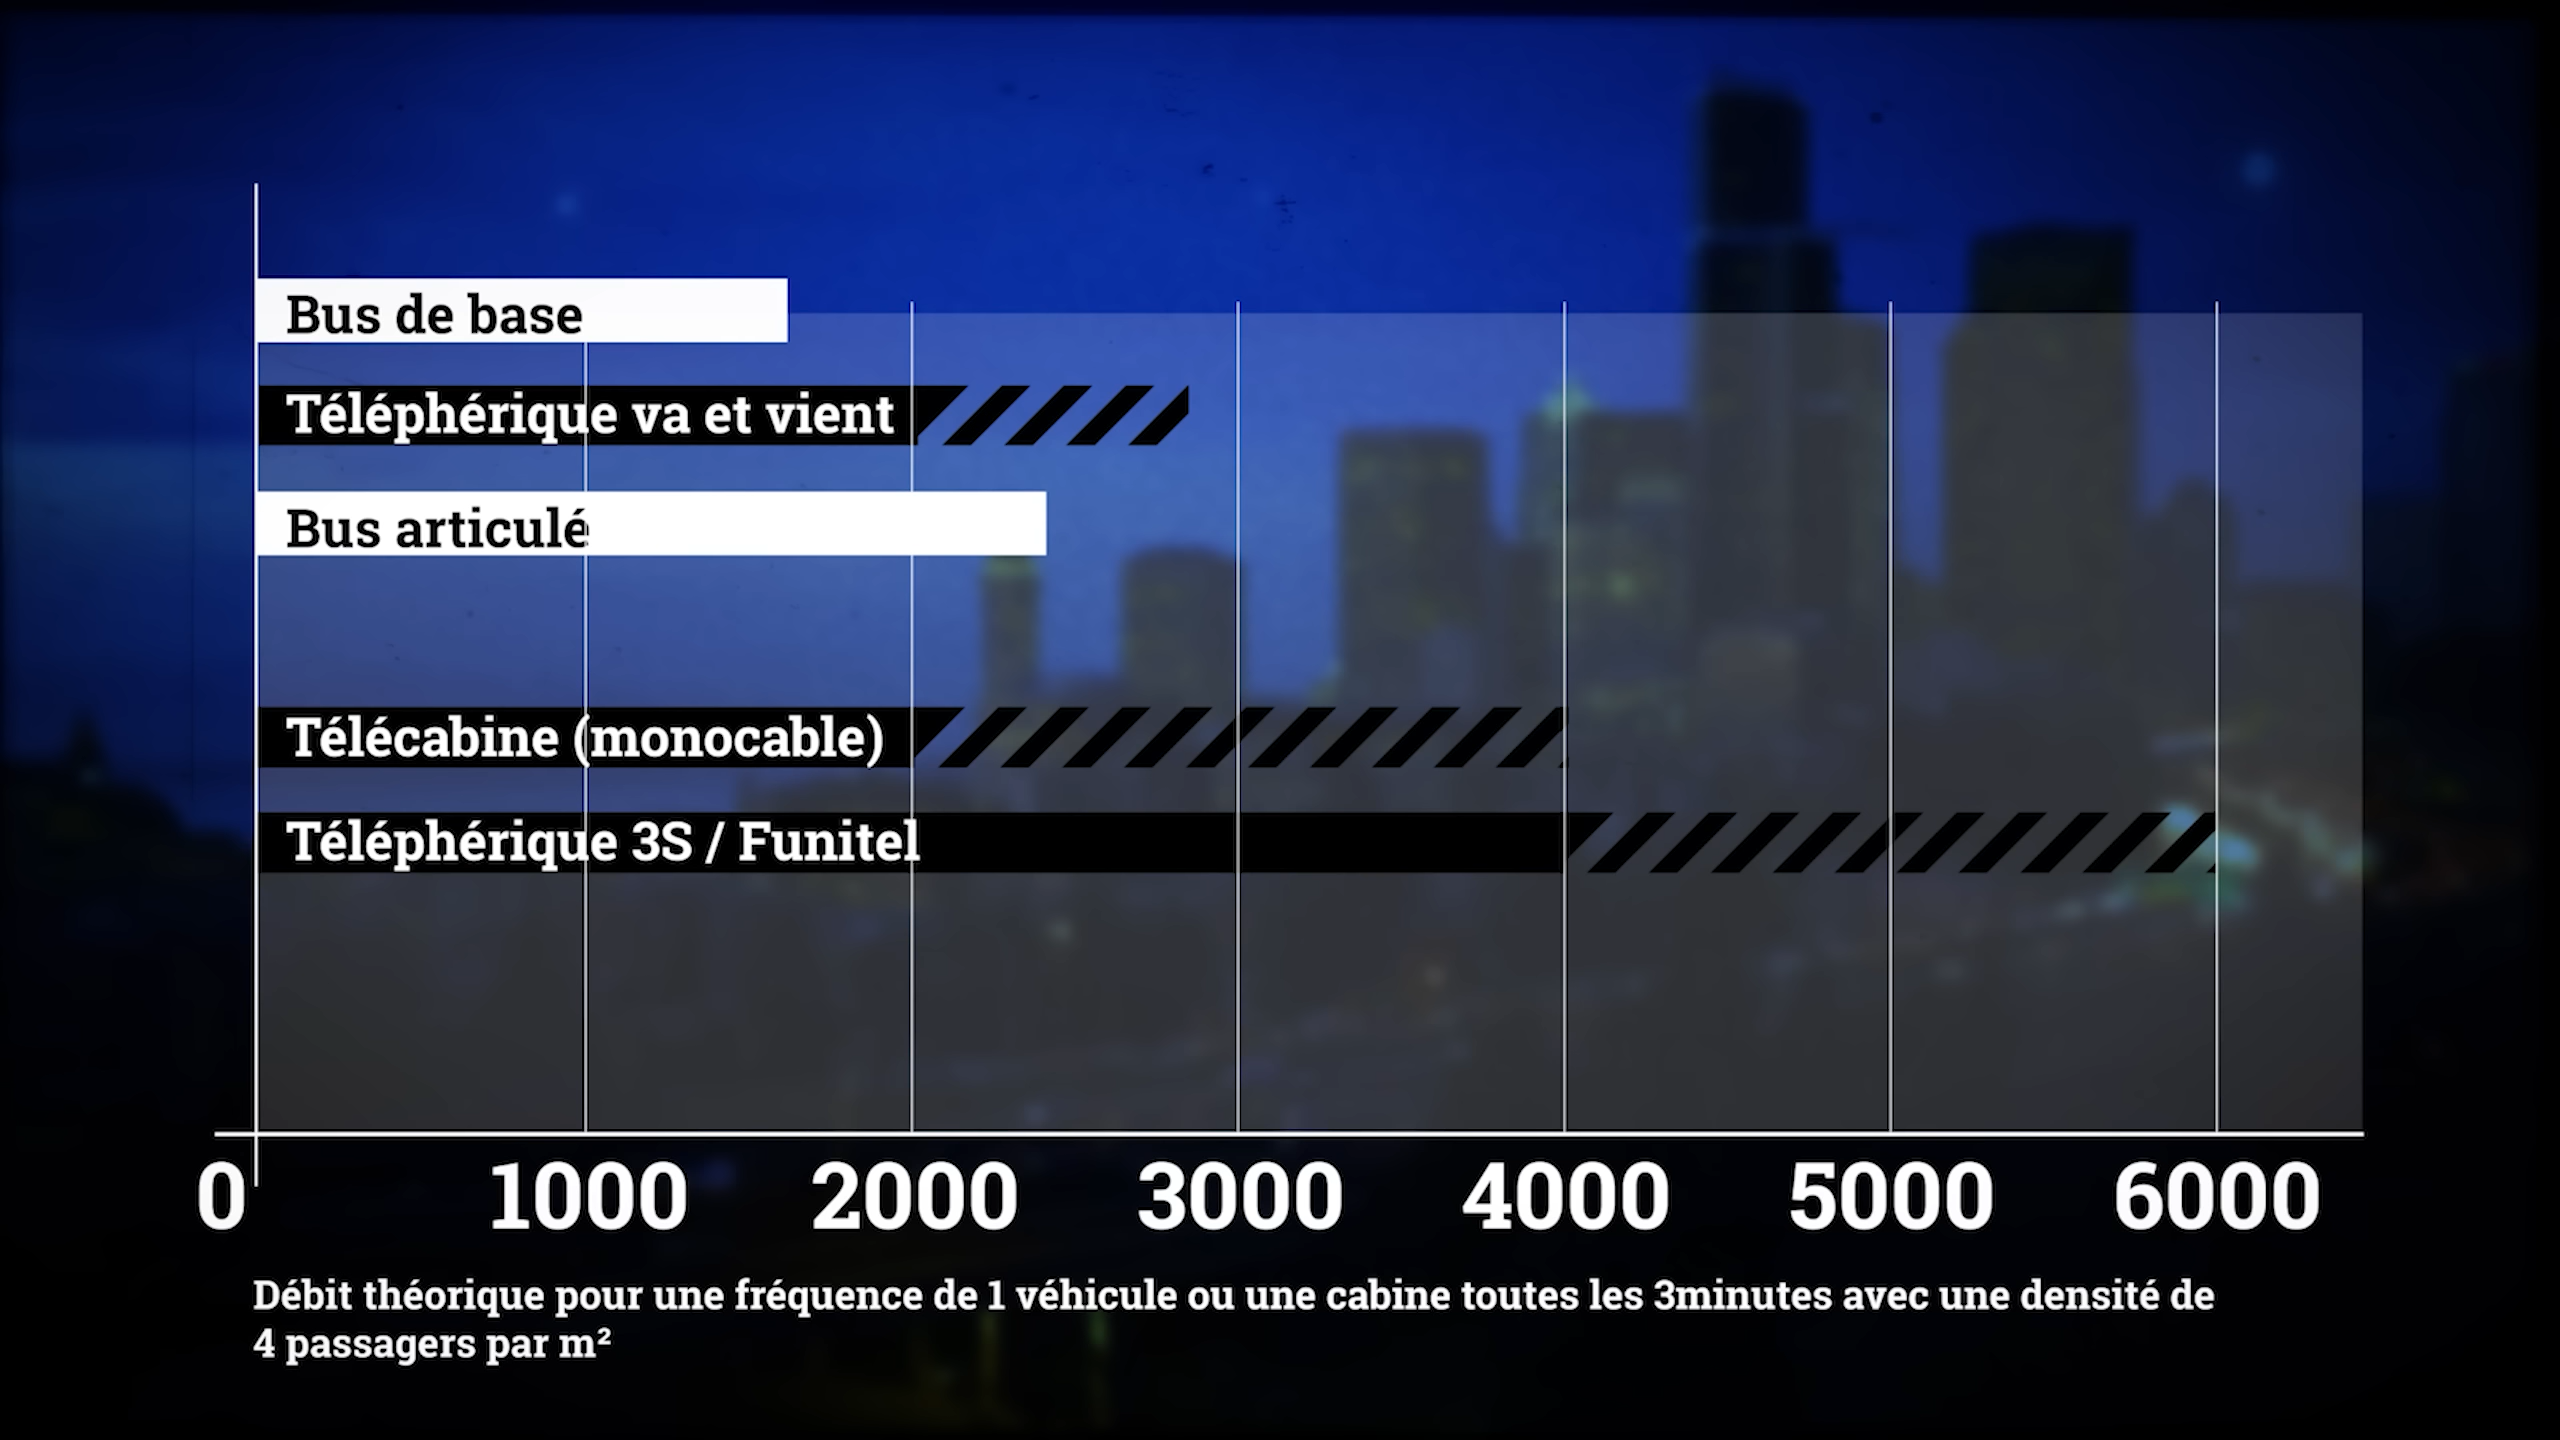 Bus de base
Téléphérique va et vient
Bus articulé
Télécabine (monocable)
Téléphérique 3S / Funitel
0 1000 2000 3000 4000 5000 6000
Débit théorique pour une fréquence de 1 véhicule ou une cabine toutes les 3minutes avec une densité de
4 passagers par m²